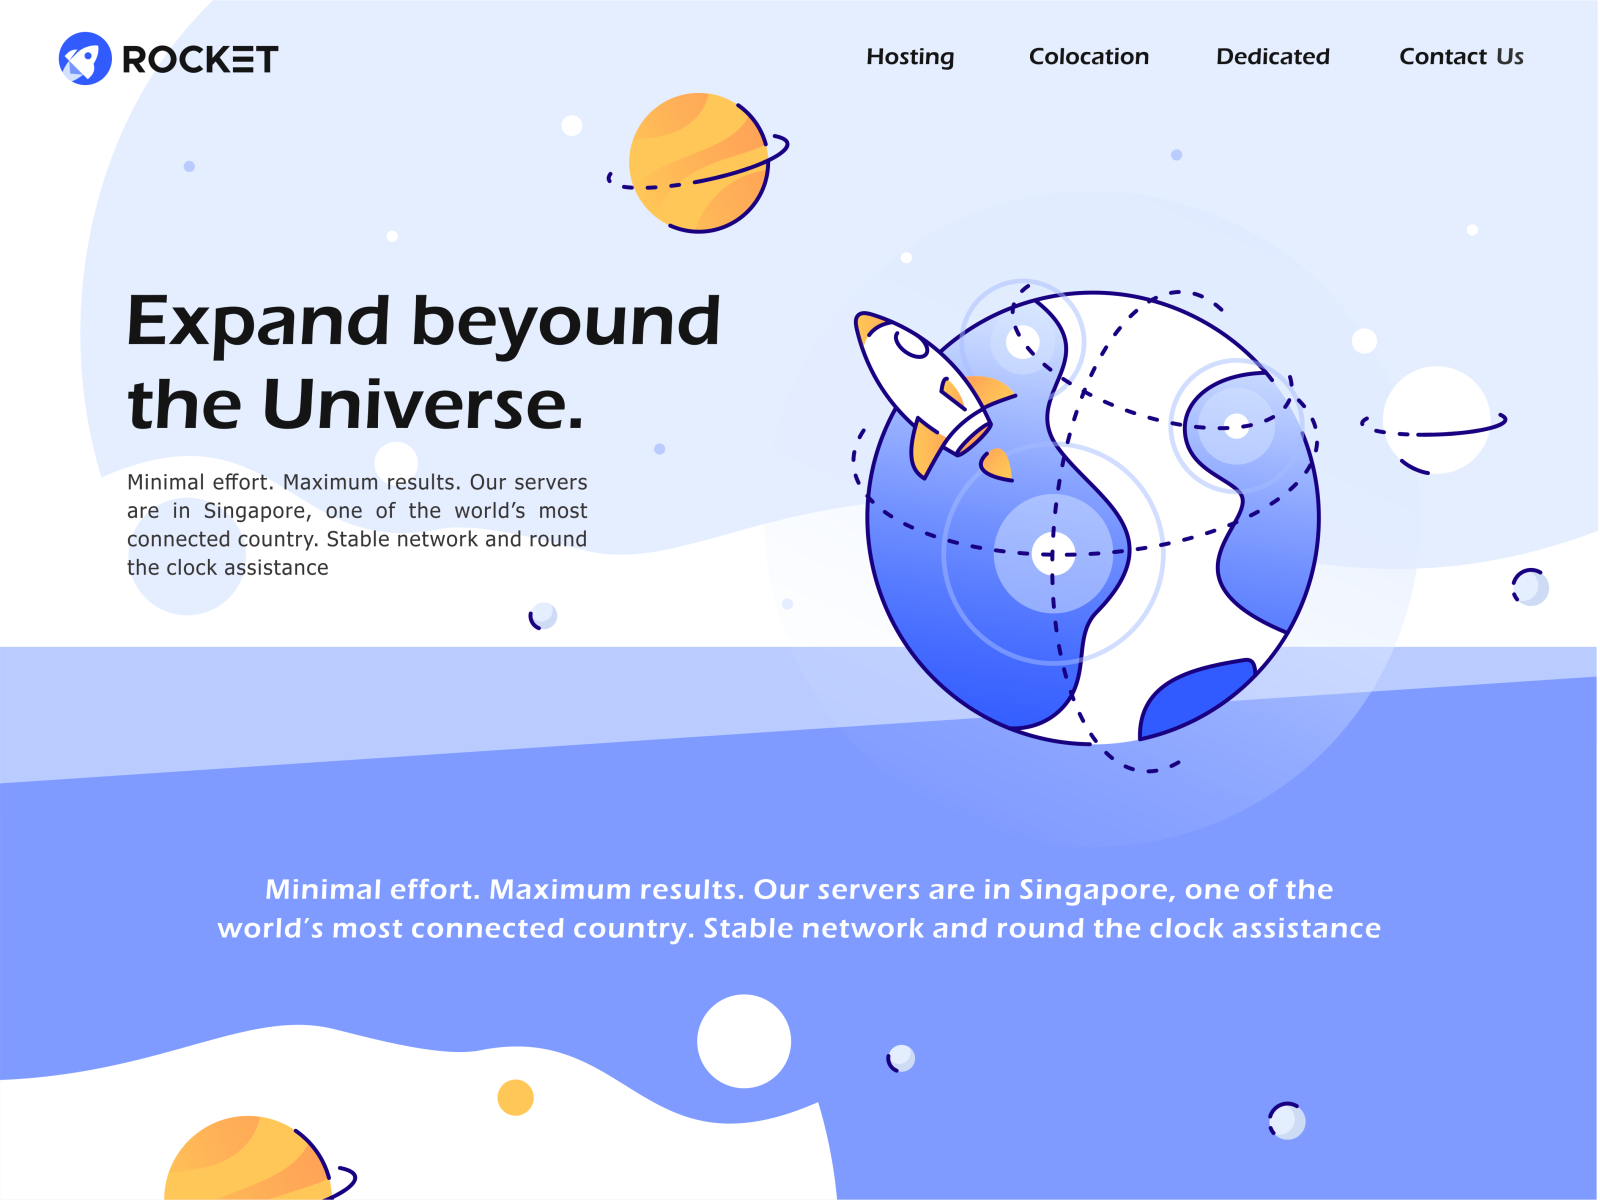 ROCKET
Hosting Colocation Dedicated Contact Us
Expand beyound
the Universe.
Minimal effort. Maximum results. Our servers
are in Singapore, one of the world’s most
connected country. Stable network and round
the clock assistance
Minimal effort. Maximum results. Our servers are in Singapore, one of the
world’s most connected country. Stable network and round the clock assistance